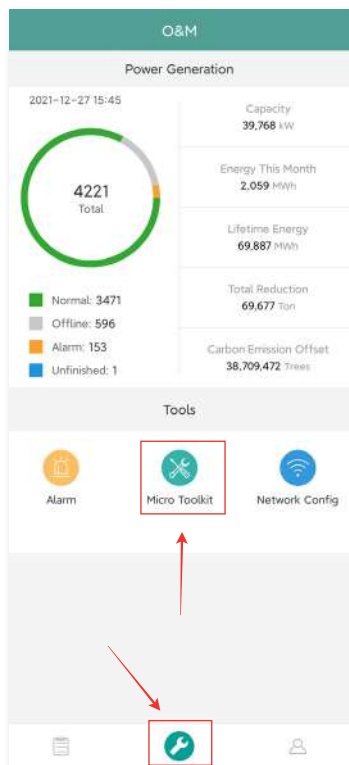 O&M
Power Generation
2021-12-27 15:45
4221
Total
Normal: 3471
Offline: 596
Alarm: 153
Unfinished: 1
Capacity
39,768 kW
Energy This Month
2,059 MWh
Lifetime Energy
69,887 MWh
Total Reduction
69,677 Ton
Carbon Emission Offset
38,709,472 Trees
Tools
Alarm
Micro Toolkit
Network Config